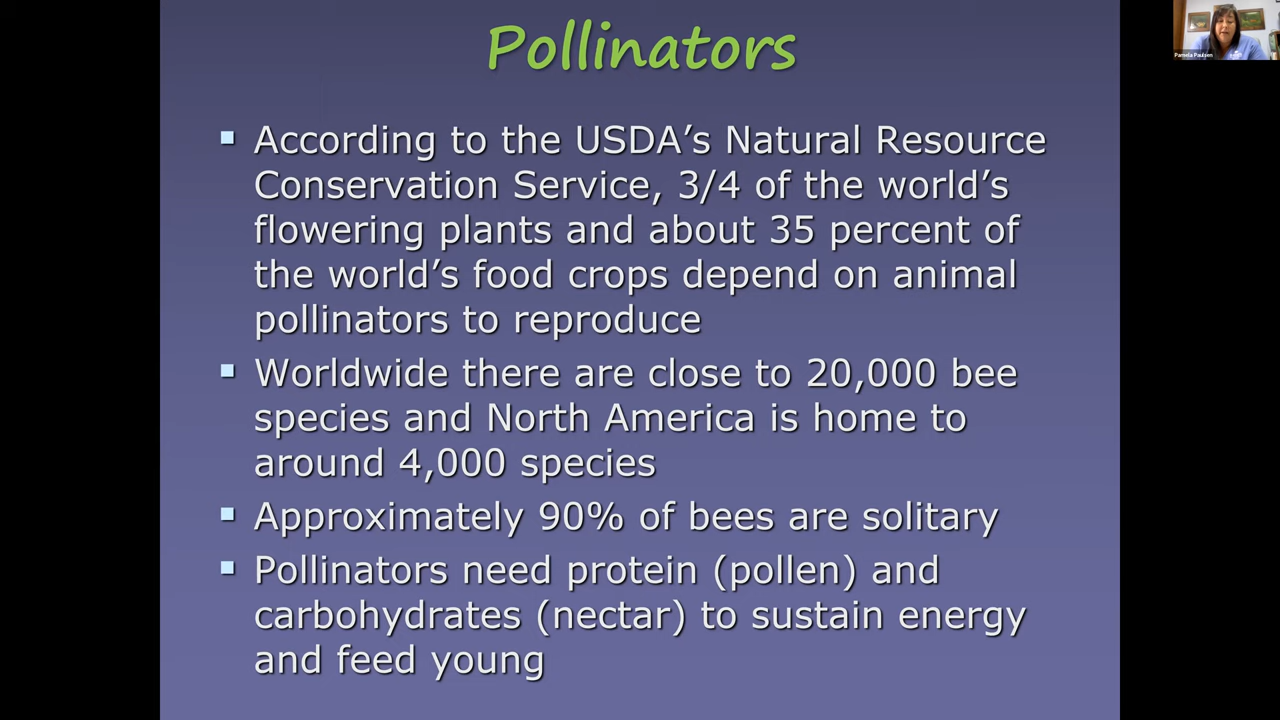 Pollinators
Pamela Paulsen
▪ According to the USDA’s Natural Resource
Conservation Service, 3/4 of the world’s
flowering plants and about 35 percent of
the world’s food crops depend on animal
pollinators to reproduce
▪ Worldwide there are close to 20,000 bee
species and North America is home to
around 4,000 species
▪ Approximately 90% of bees are solitary
▪ Pollinators need protein (pollen) and
carbohydrates (nectar) to sustain energy
and feed young